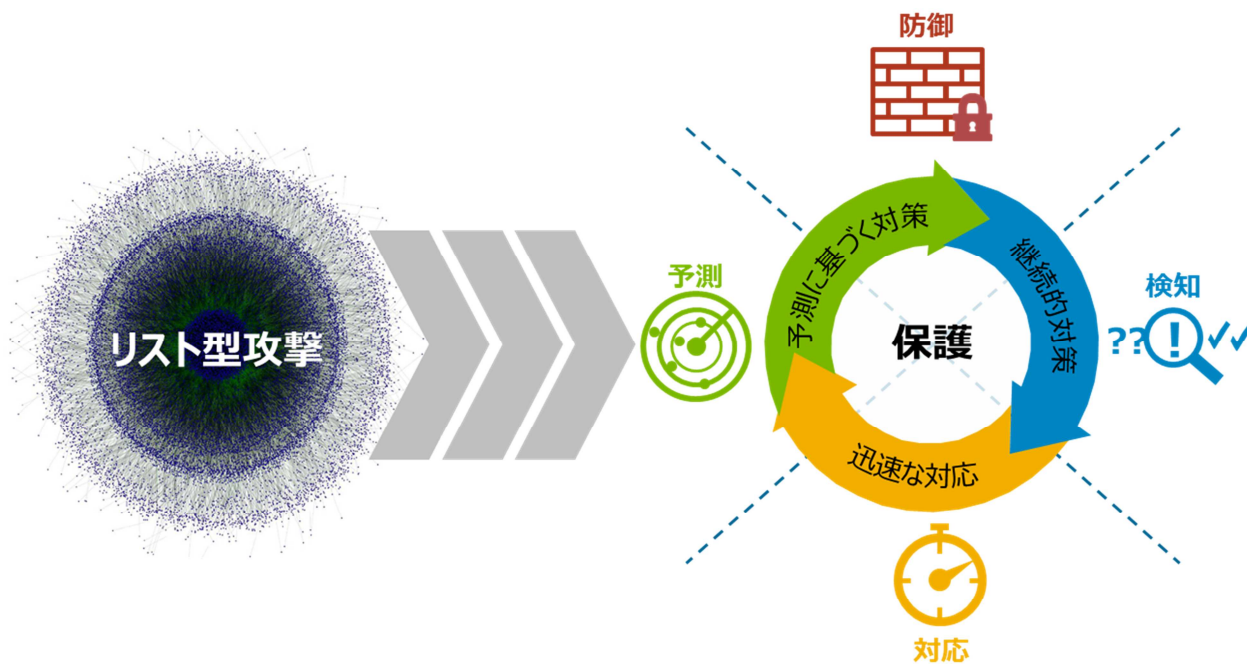 防御
予測に基づく対策
継続的対策
予測
検知
??
!
リスト型攻撃
保護
迅速な対応
対応